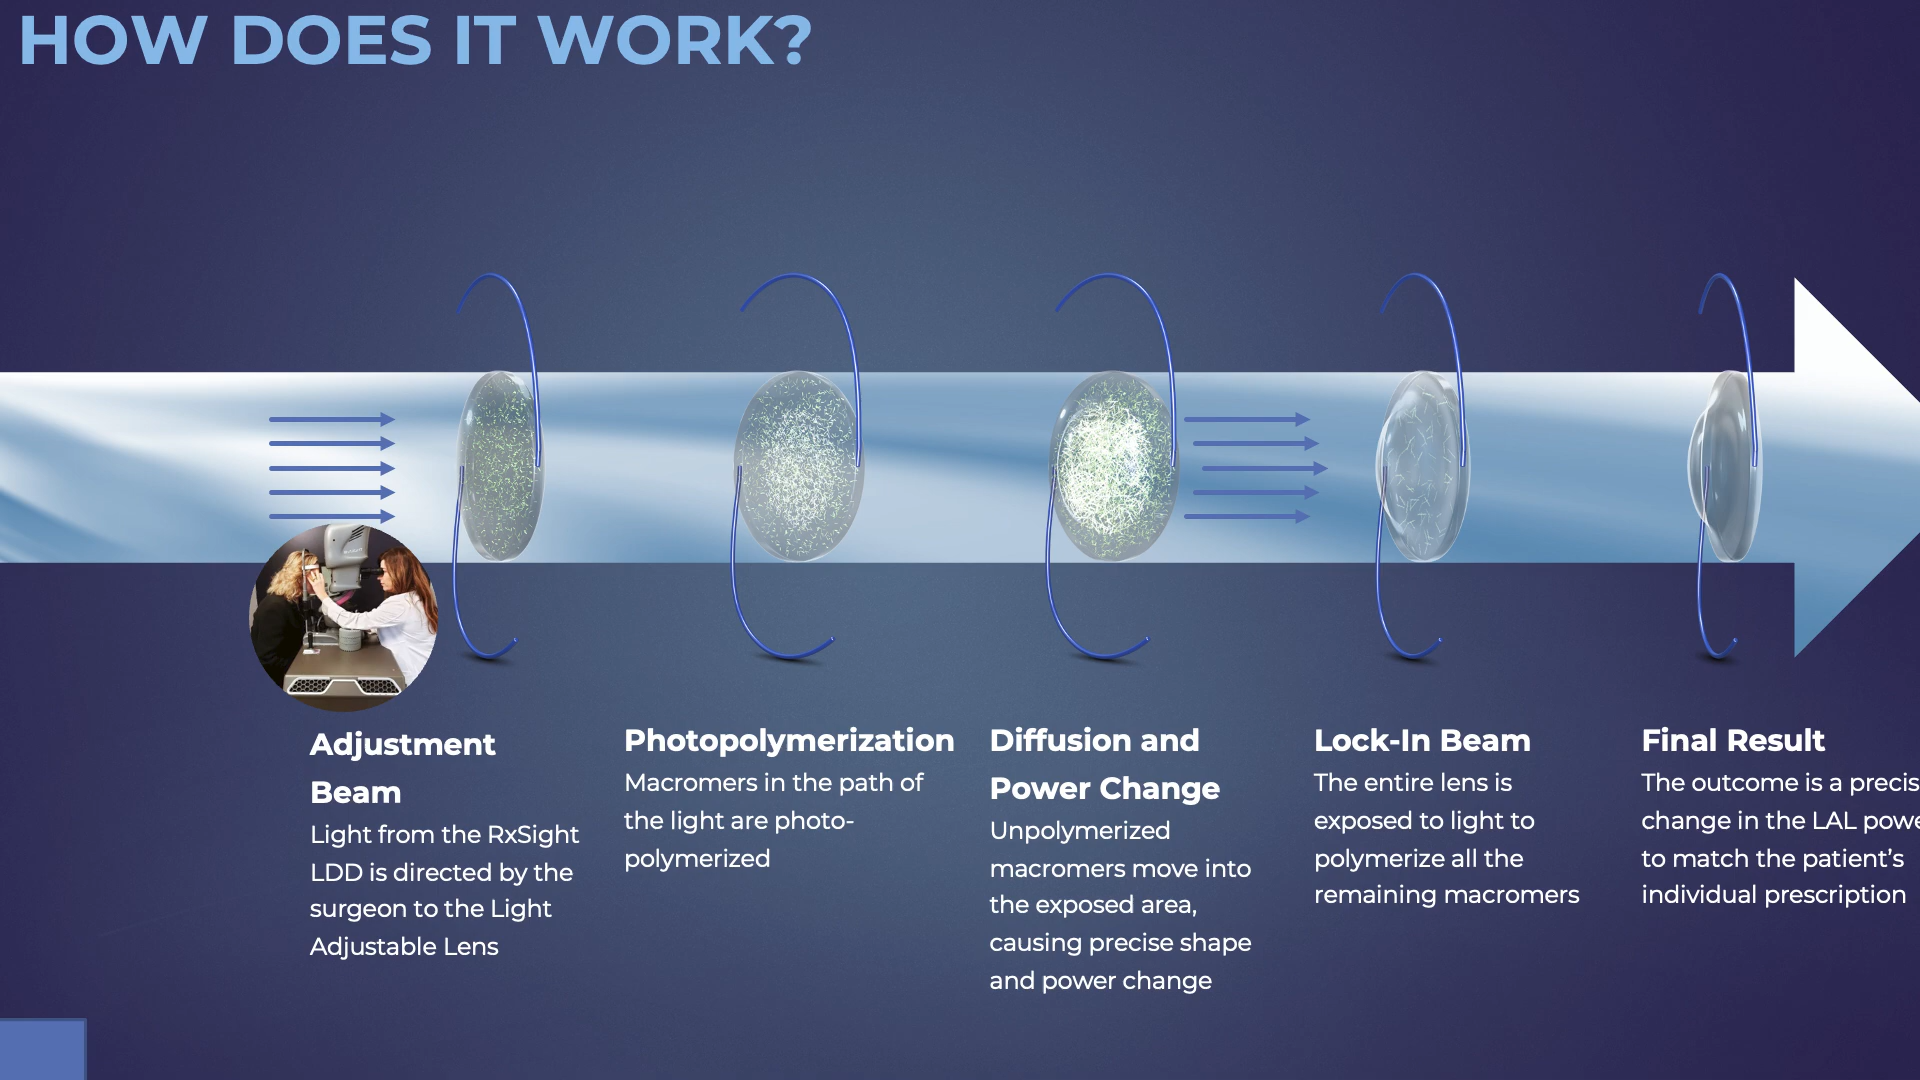 HOW DOES IT WORK?
Adjustment
Beam
Light from the RxSight
LDD is directed by the
surgeon to the Light
Adjustable Lens
Photopolymerization
Macromers in the path of
the light are photo-
polymerized
Diffusion and
Power Change
Unpolymerized
macromers move into
the exposed area,
causing precise shape
and power change
Lock-In Beam
The entire lens is
exposed to light to
polymerize all the
remaining macromers
Final Result
The outcome is a precis
change in the LAL powe
to match the patient’s
individual prescription